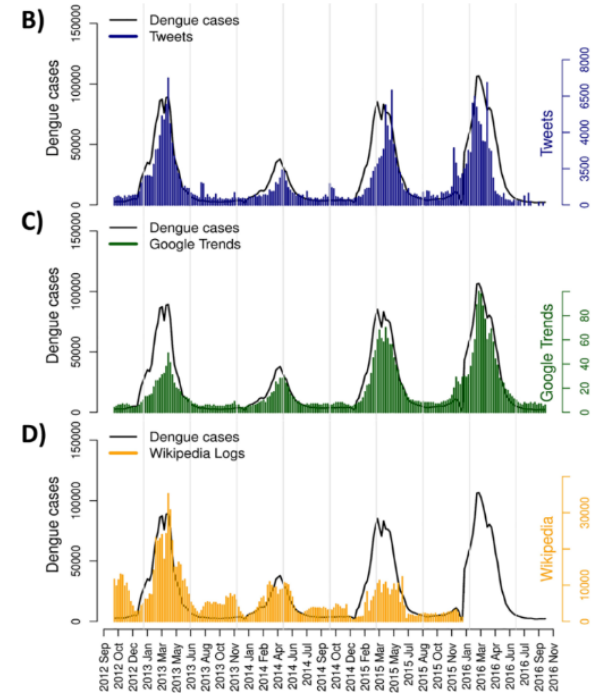 B)
Dengue cases
Tweets
Dengue cases
0
50000
100000
150000
Tweets
0
3500
4000
6500
8000
C)
Dengue cases
Google Trends
Dengue cases
0
50000
100000
150000
Google Trends
0
20
40
60
80
D)
Dengue cases
Wikipedia Logs
Dengue cases
0
50000
100000
150000
Wikipedia
0
10000
30000
2012 Sep
2012 Oct
2012 Dec
2013 Jan
2013 Mar
2013 May
2013 Jun
2013 Aug
2013 Oct
2013 Nov
2014 Jan
2014 Feb
2014 Apr
2014 Jun
2014 Jul
2014 Sep
2014 Oct
2014 Dec
2015 Feb
2015 Mar
2015 May
2015 Jul
2015 Aug
2015 Oct
2015 Nov
2016 Jan
2016 Mar
2016 Apr
2016 Jun
2016 Jul
2016 Sep
2016 Nov